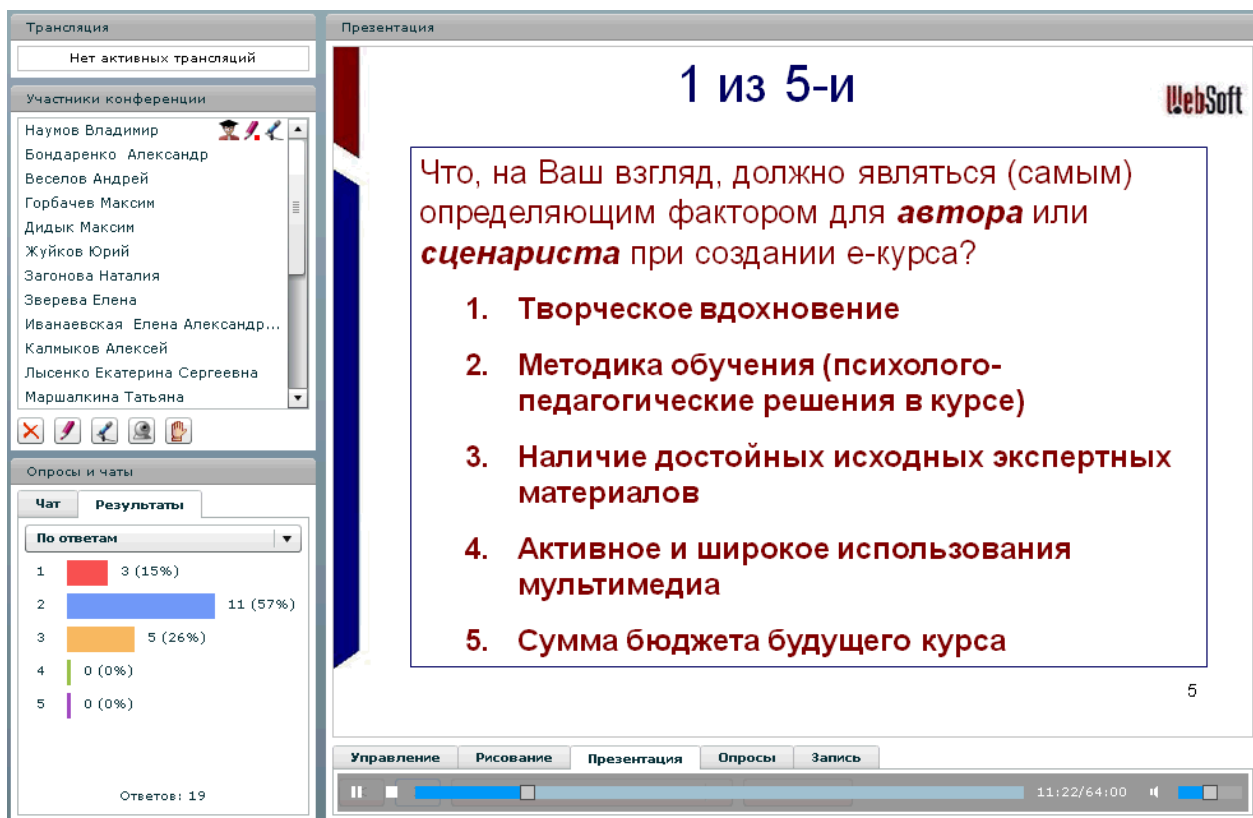 Трансляция
Нет активных трансляций
Участники конференции
Наумов Владимир
Бондаренко Александр
Веселов Андрей
Горбачев Максим
Дидык Максим
Жуйков Юрий
Загонова Наталия
Зверева Елена
Иванаевская Елена Александр...
Калмыков Алексей
Лысенко Екатерина Сергеевна
Маршалкина Татьяна
Опросы и чаты
Чат
Результаты
По ответам
1 3 (15%)
2 11 (57%)
3 5 (26%)
4 0 (0%)
5 0 (0%)
Ответов: 19
Презентация
1 из 5-и
WebSoft
Что, на Ваш взгляд, должно являться (самым)
определяющим фактором для автора или
сценариста при создании е-курса?
1. Творческое вдохновение
2. Методика обучения (психолого-
педагогические решения в курсе)
3. Наличие достойных исходных экспертных
материалов
4. Активное и широкое использования
мультимедиа
5. Сумма бюджета будущего курса
5
Управление
Рисование
Презентация
Опросы
Запись
11:22/64:00